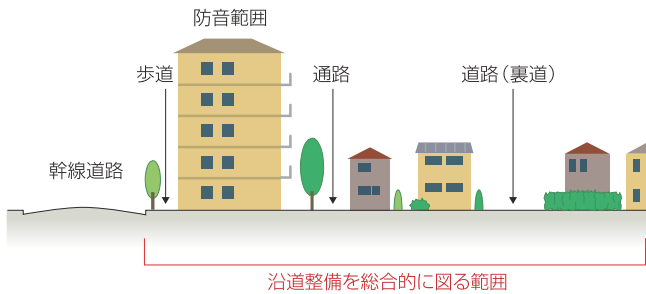 防音範囲
歩道
通路
道路（裏道）
幹線道路
沿道整備を総合的に図る範囲